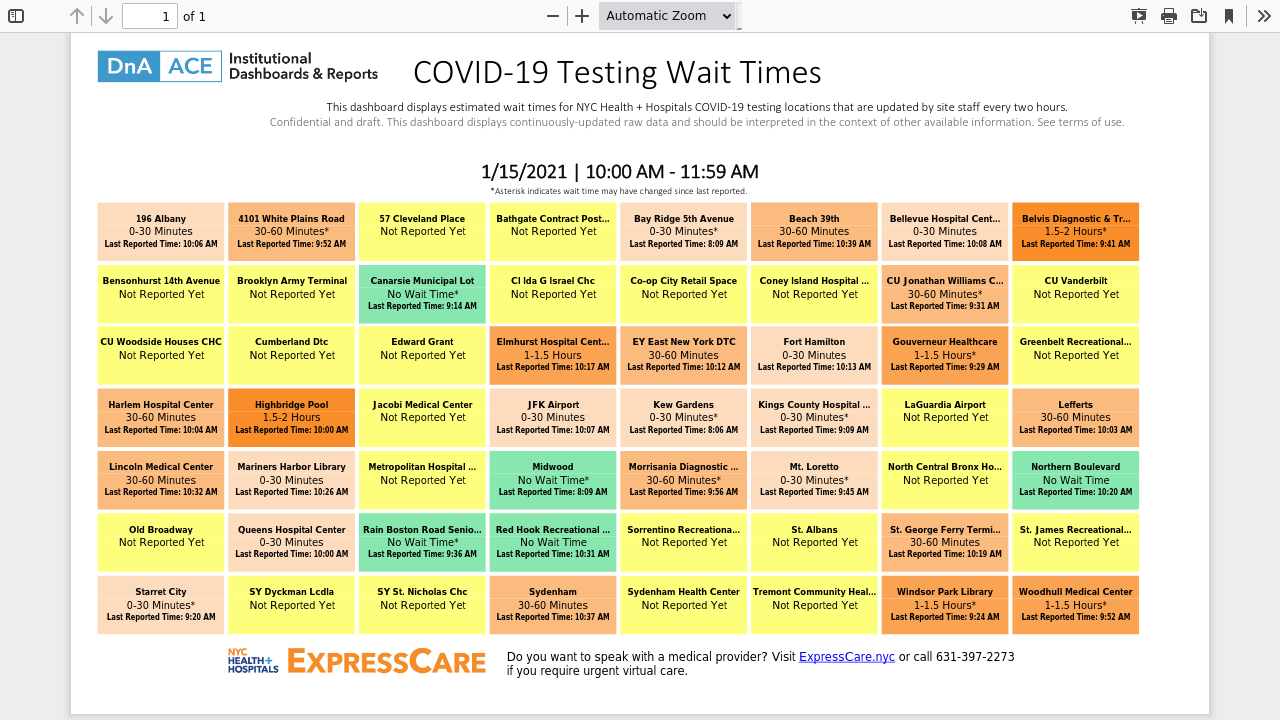 1 of 1
Automatic Zoom
DnA ACE Institutional
Dashboards & Reports
COVID-19 Testing Wait Times
This dashboard displays estimated wait times for NYC Health + Hospitals COVID-19 testing locations that are updated by site staff every two hours.
Confidential and draft. This dashboard displays continuously-updated raw data and should be interpreted in the context of other available information. See terms of use.
1/15/2021 | 10:00 AM - 11:59 AM
*Asterisk indicates wait time may have changed since last reported.
196 Albany
0-30 Minutes
Last Reported Time: 10:06 AM
4101 White Plains Road
30-60 Minutes*
Last Reported Time: 9:52 AM
57 Cleveland Place
Not Reported Yet
Bathgate Contract Post...
Not Reported Yet
Bay Ridge 5th Avenue
0-30 Minutes*
Last Reported Time: 8:09 AM
Beach 39th
30-60 Minutes
Last Reported Time: 10:39 AM
Bellevue Hospital Cent...
0-30 Minutes
Last Reported Time: 10:08 AM
Belvis Diagnostic & Tr...
1.5-2 Hours*
Last Reported Time: 9:41 AM
Bensonhurst 14th Avenue
Not Reported Yet
Brooklyn Army Terminal
Not Reported Yet
Canarsie Municipal Lot
No Wait Time*
Last Reported Time: 9:14 AM
CI Ida G Israel Chc
Not Reported Yet
Co-op City Retail Space
Not Reported Yet
Coney Island Hospital ...
Not Reported Yet
CU Jonathan Williams C...
30-60 Minutes*
Last Reported Time: 9:31 AM
CU Vanderbilt
Not Reported Yet
CU Woodside Houses CHC
Not Reported Yet
Cumberland Dtc
Not Reported Yet
Edward Grant
Not Reported Yet
Elmhurst Hospital Cent...
1-1.5 Hours
Last Reported Time: 10:17 AM
EY East New York DTC
30-60 Minutes
Last Reported Time: 10:12 AM
Fort Hamilton
0-30 Minutes
Last Reported Time: 10:13 AM
Gouverneur Healthcare
1-1.5 Hours*
Last Reported Time: 9:29 AM
Greenbelt Recreational...
Not Reported Yet
Harlem Hospital Center
30-60 Minutes
Last Reported Time: 10:04 AM
Highbridge Pool
1.5-2 Hours
Last Reported Time: 10:00 AM
Jacobi Medical Center
Not Reported Yet
JFK Airport
0-30 Minutes
Last Reported Time: 10:07 AM
Kew Gardens
0-30 Minutes*
Last Reported Time: 8:06 AM
Kings County Hospital ...
0-30 Minutes*
Last Reported Time: 9:09 AM
LaGuardia Airport
Not Reported Yet
Lefferts
30-60 Minutes
Last Reported Time: 10:03 AM
Lincoln Medical Center
30-60 Minutes
Last Reported Time: 10:32 AM
Mariners Harbor Library
0-30 Minutes
Last Reported Time: 10:26 AM
Metropolitan Hospital ...
Not Reported Yet
Midwood
No Wait Time*
Last Reported Time: 8:09 AM
Morrisania Diagnostic ...
30-60 Minutes*
Last Reported Time: 9:56 AM
Mt. Loretto
0-30 Minutes*
Last Reported Time: 9:45 AM
North Central Bronx Ho...
Not Reported Yet
Northern Boulevard
No Wait Time
Last Reported Time: 10:20 AM
Old Broadway
Not Reported Yet
Queens Hospital Center
0-30 Minutes
Last Reported Time: 10:00 AM
Rain Boston Road Senio...
No Wait Time*
Last Reported Time: 9:36 AM
Red Hook Recreational ...
No Wait Time
Last Reported Time: 10:31 AM
Sorrentino Recreationa...
Not Reported Yet
St. Albans
Not Reported Yet
St. George Ferry Termi...
30-60 Minutes
Last Reported Time: 10:19 AM
St. James Recreational...
Not Reported Yet
Starret City
0-30 Minutes*
Last Reported Time: 9:20 AM
SY Dyckman Lcdla
Not Reported Yet
SY St. Nicholas Chc
Not Reported Yet
Sydenham
30-60 Minutes
Last Reported Time: 10:37 AM
Sydenham Health Center
Not Reported Yet
Tremont Community Heal...
Not Reported Yet
Windsor Park Library
1-1.5 Hours*
Last Reported Time: 9:24 AM
Woodhull Medical Center
1-1.5 Hours*
Last Reported Time: 9:52 AM
NYC
HEALTH+
HOSPITALS
EXPRESSCARE
Do you want to speak with a medical provider? Visit ExpressCare.nyc or call 631-397-2273
if you require urgent virtual care.